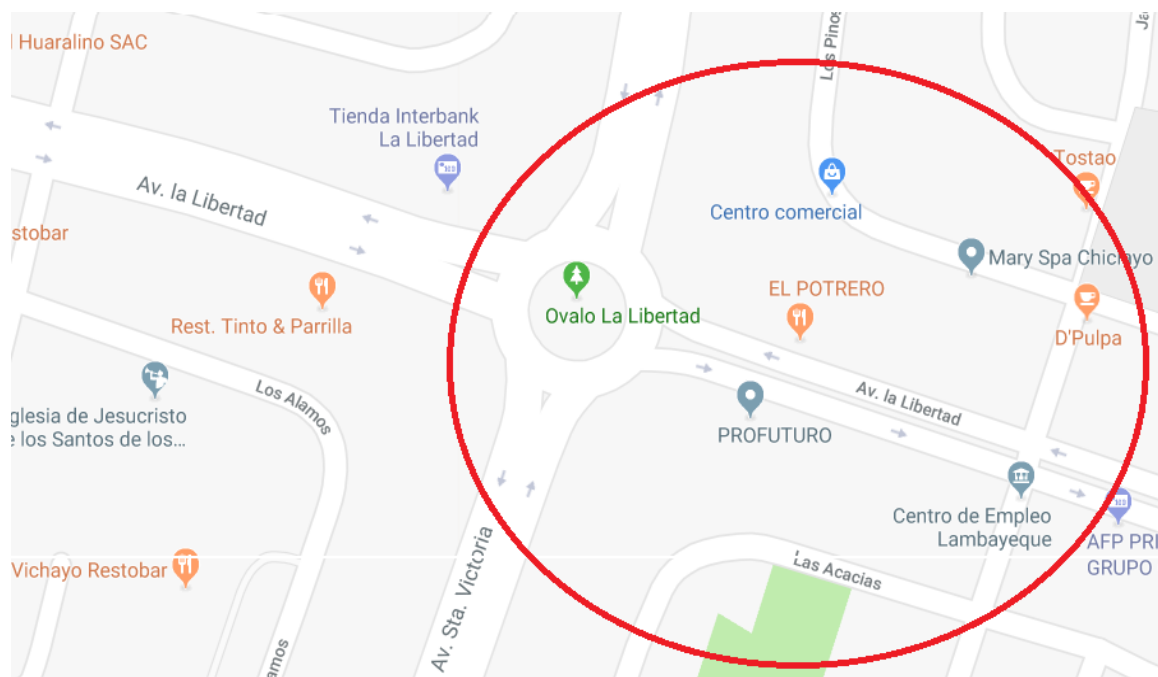 Huaralino SAC
Los Pinos
Tienda Interbank
La Libertad
Tostao
Av. la Libertad
Centro comercial
stobar
Mary Spa Chiclayo
EL POTRERO
Ovalo La Libertad
Rest. Tinto & Parrilla
D'Pulpa
Los Alamos
Av. la Libertad
glesia de Jesucristo
e los Santos de los...
PROFUTURO
Centro de Empleo
Lambayeque
AFP PRI
GRUPO
Vichayo Restobar
Av. Sta. Victoria
Las Acacias
amos